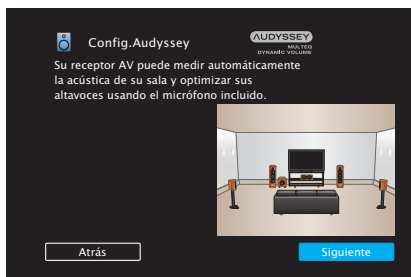 Config.Audyssey
AUDYSSEY
MULTEQ
DYNAMIC VOLUME
Su receptor AV puede medir automáticamente
la acústica de su sala y optimizar sus
altavoces usando el micrófono incluido.
Atrás
Siguiente